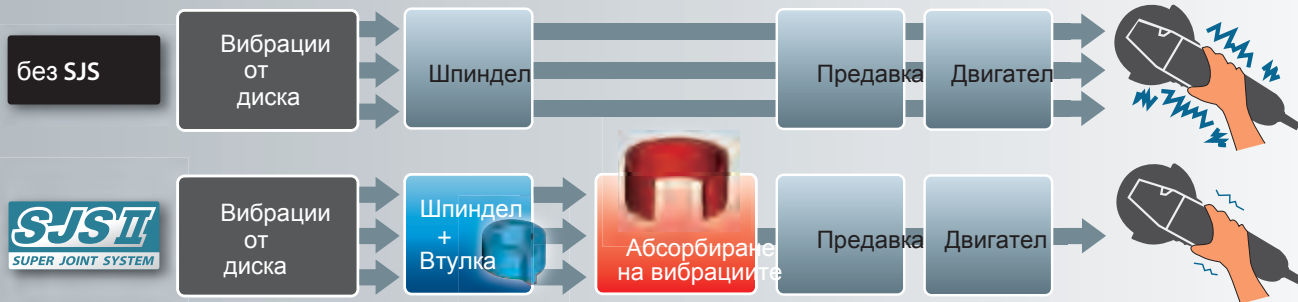 без SJS
Вибрации
от
диска
Шпиндел
Предавка
Двигател
SJS II
SUPER JOINT SYSTEM
Вибрации
от
диска
Шпиндел
+
Втулка
Абсорбиране
на вибрациите
Предавка
Двигател